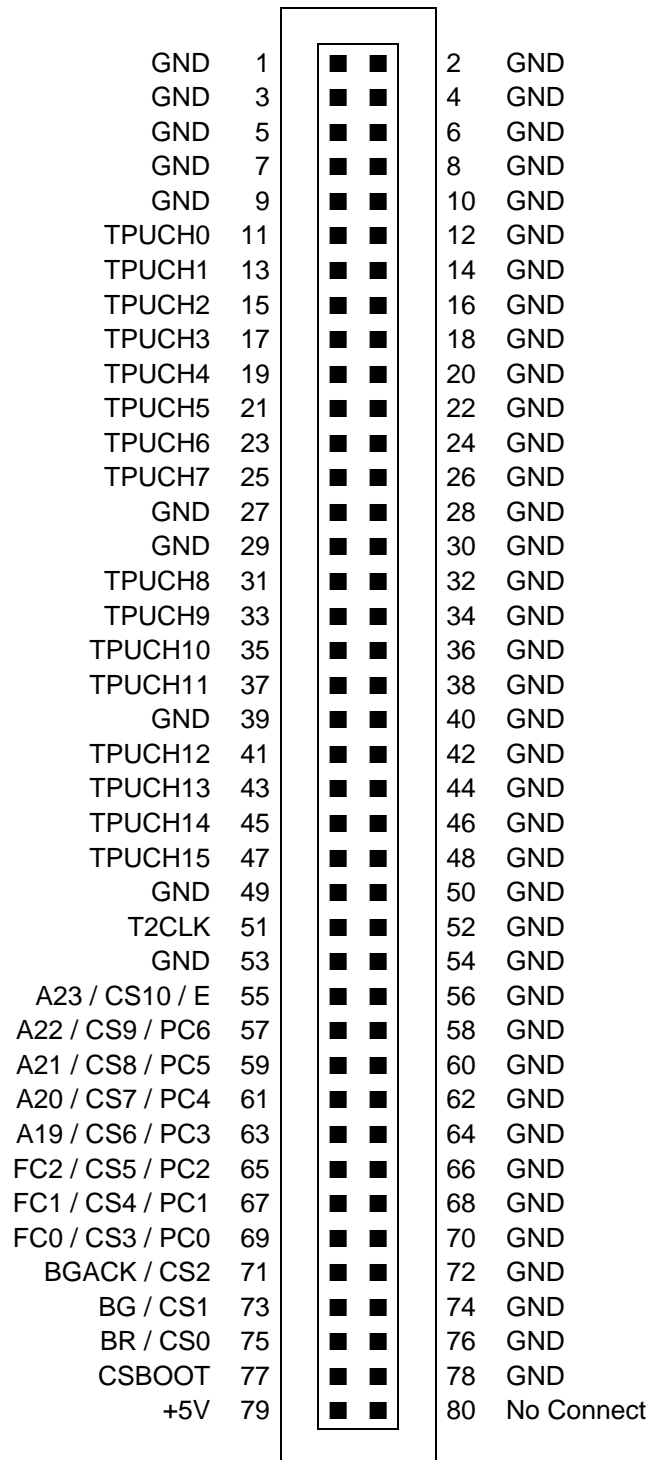 GND 1 2 GND
GND 3 4 GND
GND 5 6 GND
GND 7 8 GND
GND 9 10 GND
TPUCH0 11 12 GND
TPUCH1 13 14 GND
TPUCH2 15 16 GND
TPUCH3 17 18 GND
TPUCH4 19 20 GND
TPUCH5 21 22 GND
TPUCH6 23 24 GND
TPUCH7 25 26 GND
GND 27 28 GND
GND 29 30 GND
TPUCH8 31 32 GND
TPUCH9 33 34 GND
TPUCH10 35 36 GND
TPUCH11 37 38 GND
GND 39 40 GND
TPUCH12 41 42 GND
TPUCH13 43 44 GND
TPUCH14 45 46 GND
TPUCH15 47 48 GND
GND 49 50 GND
T2CLK 51 52 GND
GND 53 54 GND
A23 / CS10 / E 55 56 GND
A22 / CS9 / PC6 57 58 GND
A21 / CS8 / PC5 59 60 GND
A20 / CS7 / PC4 61 62 GND
A19 / CS6 / PC3 63 64 GND
FC2 / CS5 / PC2 65 66 GND
FC1 / CS4 / PC1 67 68 GND
FC0 / CS3 / PC0 69 70 GND
BGACK / CS2 71 72 GND
BG / CS1 73 74 GND
BR / CS0 75 76 GND
CSBOOT 77 78 GND
+5V 79 80 No Connect